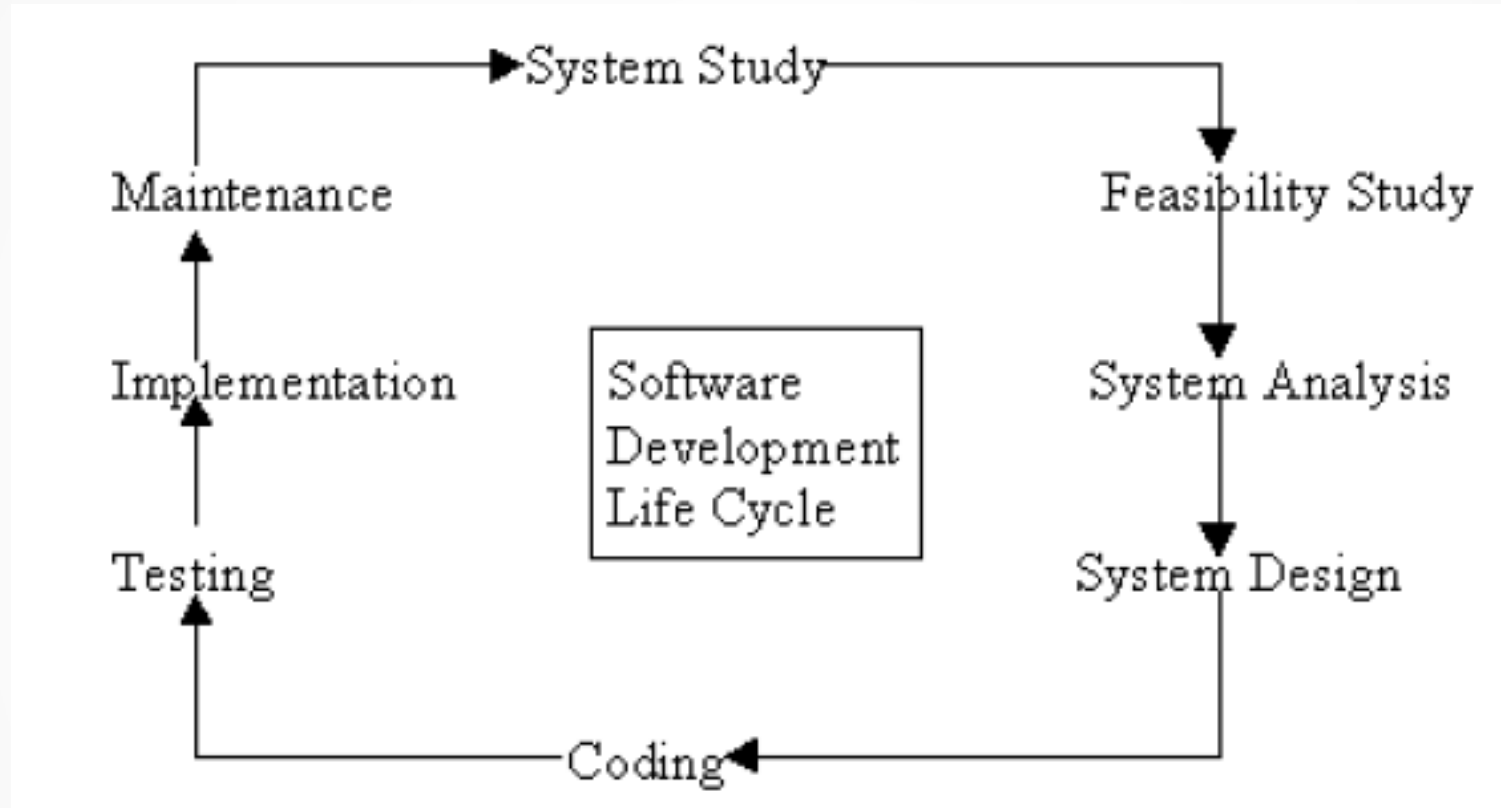 System Study
Maintenance
Feasibility Study
Implementation
Software
Development
Life Cycle
System Analysis
Testing
System Design
Coding